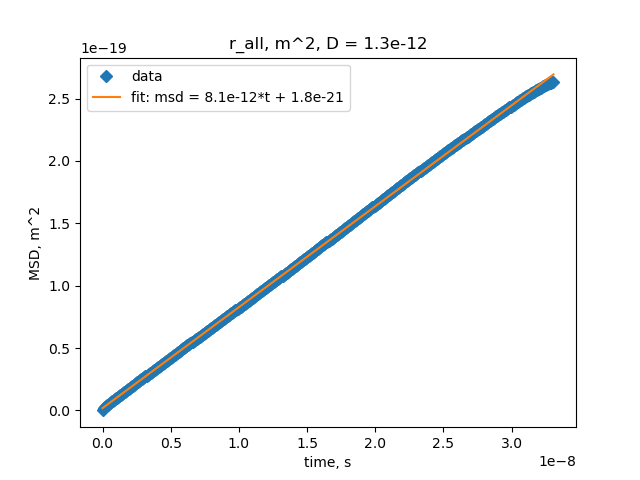 r_all, m^2, D = 1.3e-12
1e−19
data
fit: msd = 8.1e-12*t + 1.8e-21
2.5
2.0
1.5
1.0
0.5
0.0
MSD, m^2
0.0 0.5 1.0 1.5 2.0 2.5 3.0
time, s
1e−8